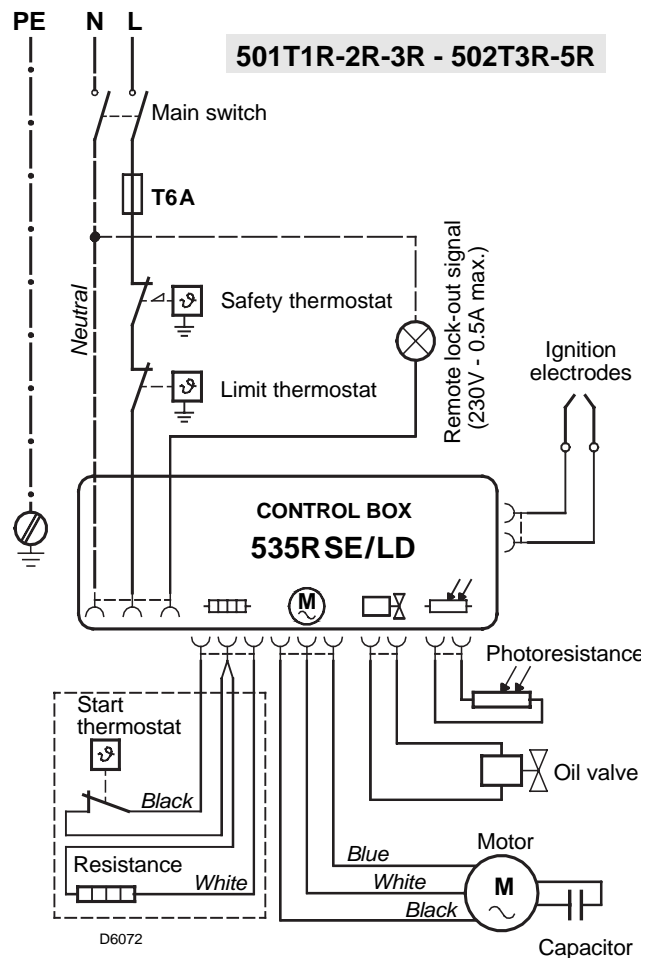 PE N L
501T1R-2R-3R - 502T3R-5R
Main switch
T6A
Neutral
Safety thermostat
Limit thermostat
Remote lock-out signal
(230V - 0.5A max.)
Ignition
electrodes
CONTROL BOX
535R SE/LD
M
Photoresistance
Start
thermostat
Black
Oil valve
Resistance
White
Blue
White
Black
Motor
M
Capacitor
D6072